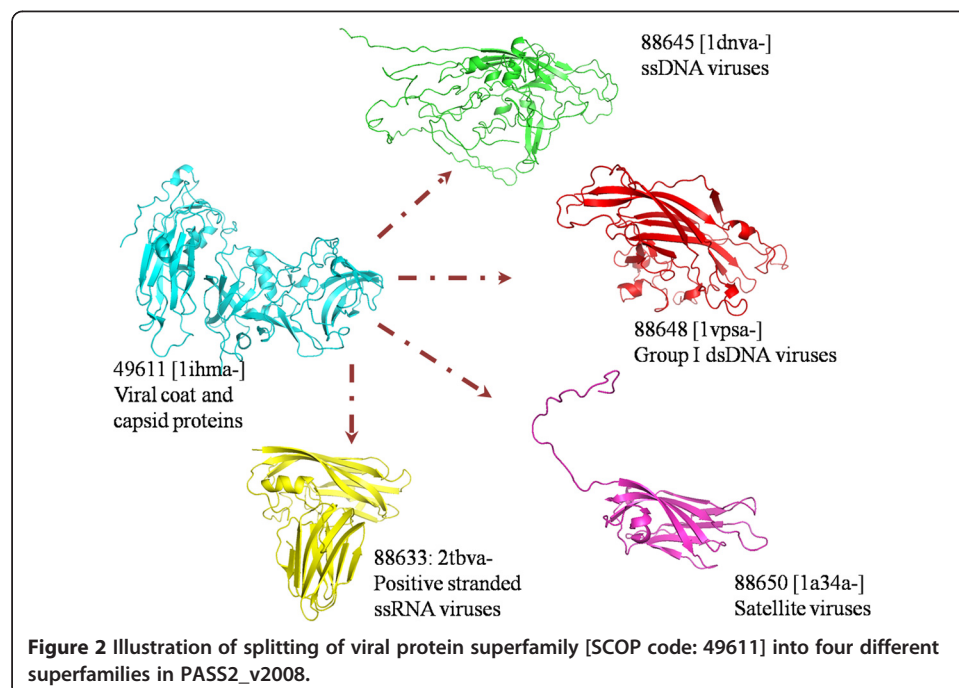 88645 [1dnva-]
ssDNA viruses
88648 [1vpsa-]
Group I dsDNA viruses
49611 [1ihma-]
Viral coat and
capsid proteins
88633: 2tbva-
Positive stranded
ssRNA viruses
88650 [1a34a-]
Satellite viruses
Figure 2 Illustration of splitting of viral protein superfamily [SCOP code: 49611] into four different
superfamilies in PASS2_v2008.